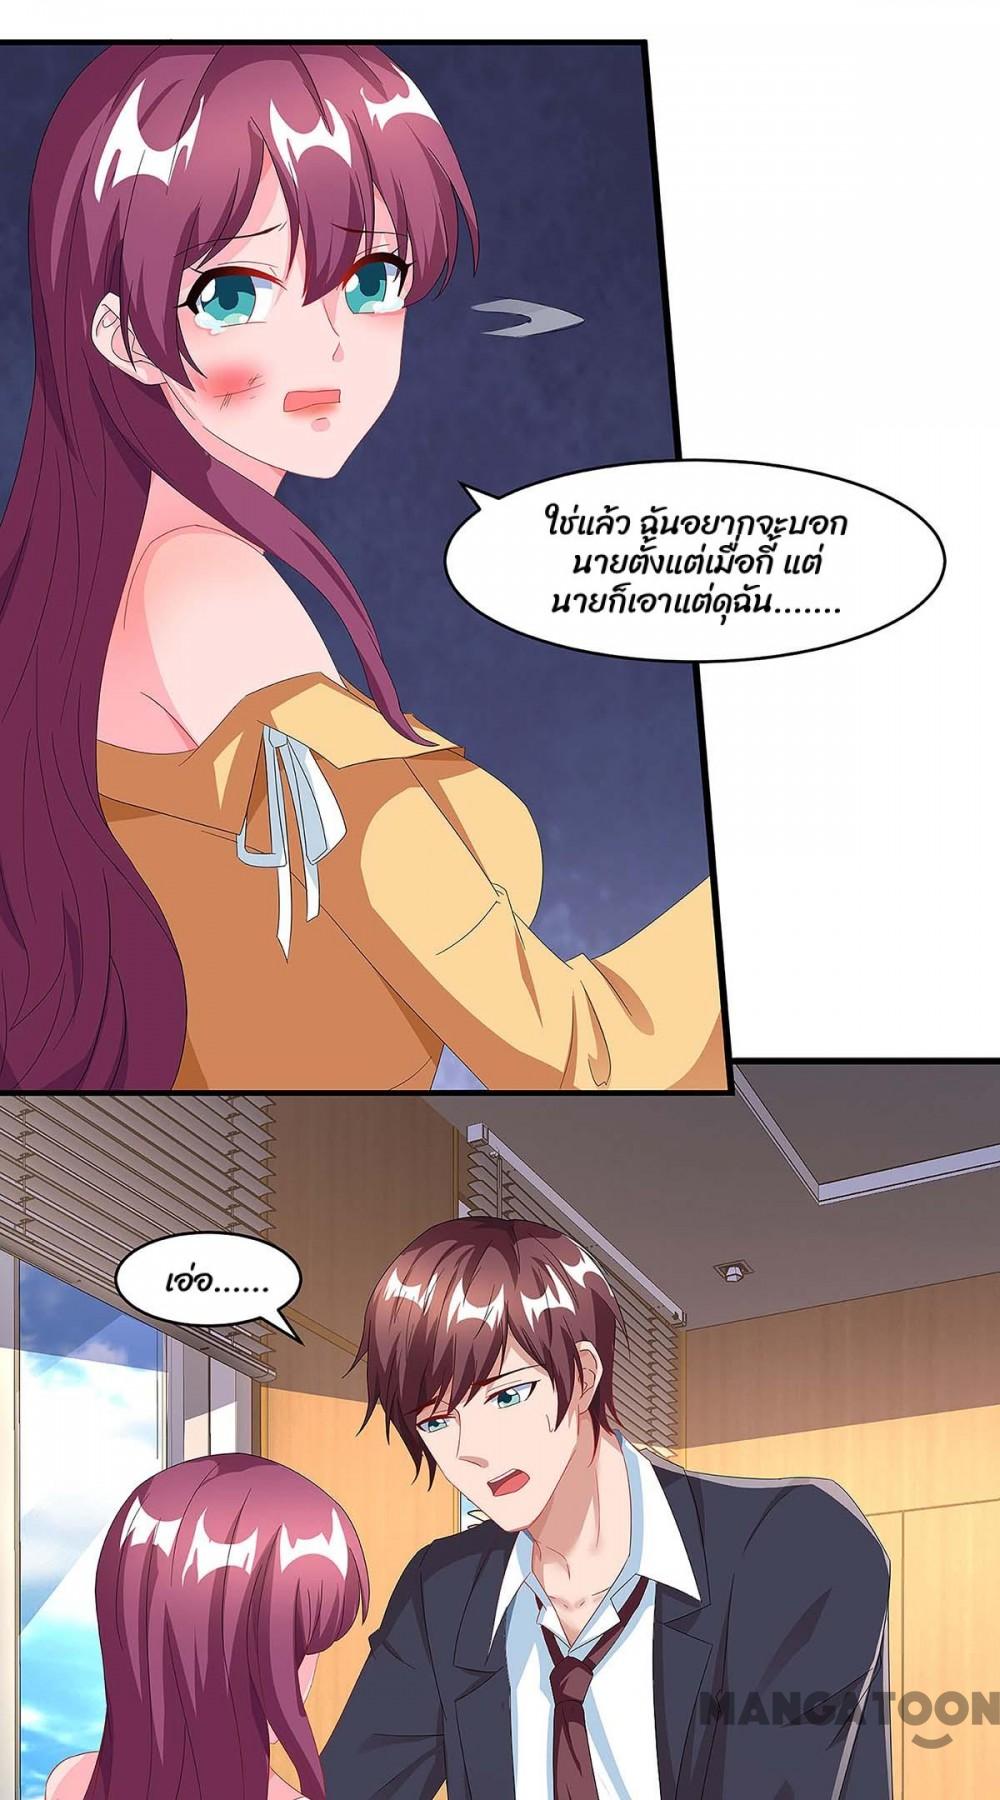 ใช่แล้ว ฉันอยากจะบอก
นายตั้งแต่เมื่อกี้ แต่
นายก็เอาแต่ดุฉัน.......
เอ่อ......
MANGATOON